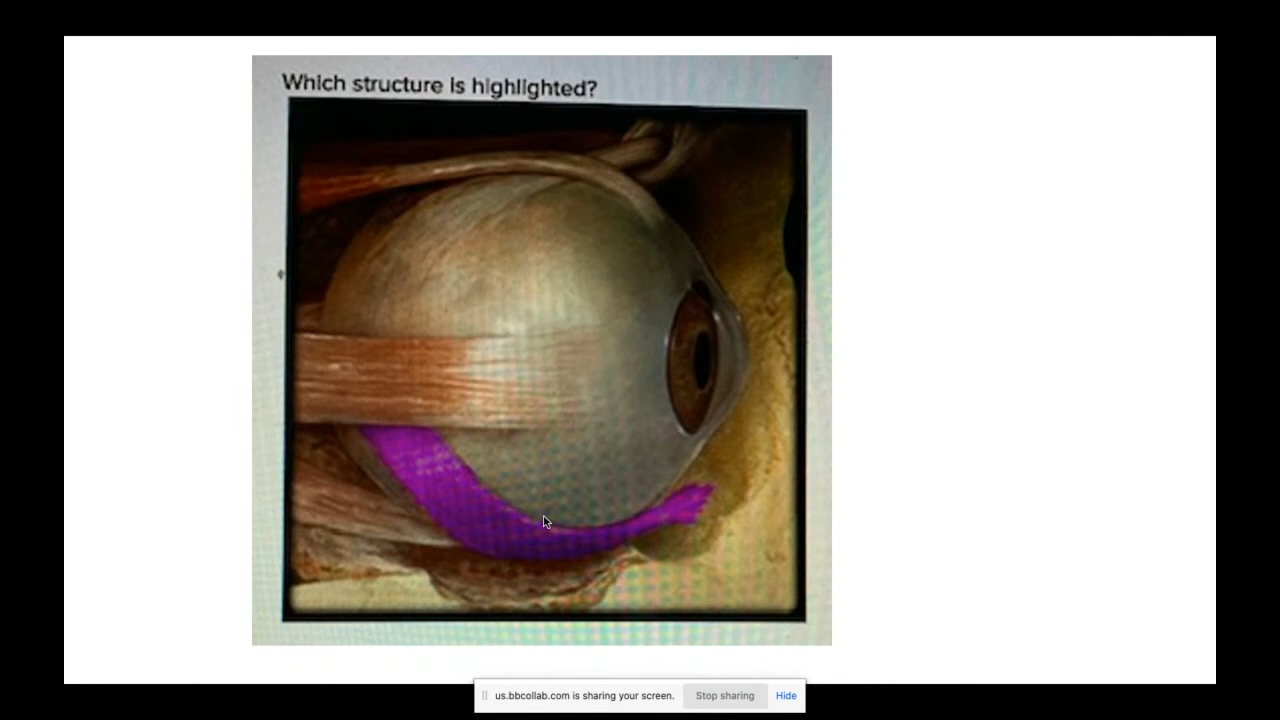 Which structure is highlighted?
us.bbcollab.com is sharing your screen.
Stop sharing
Hide